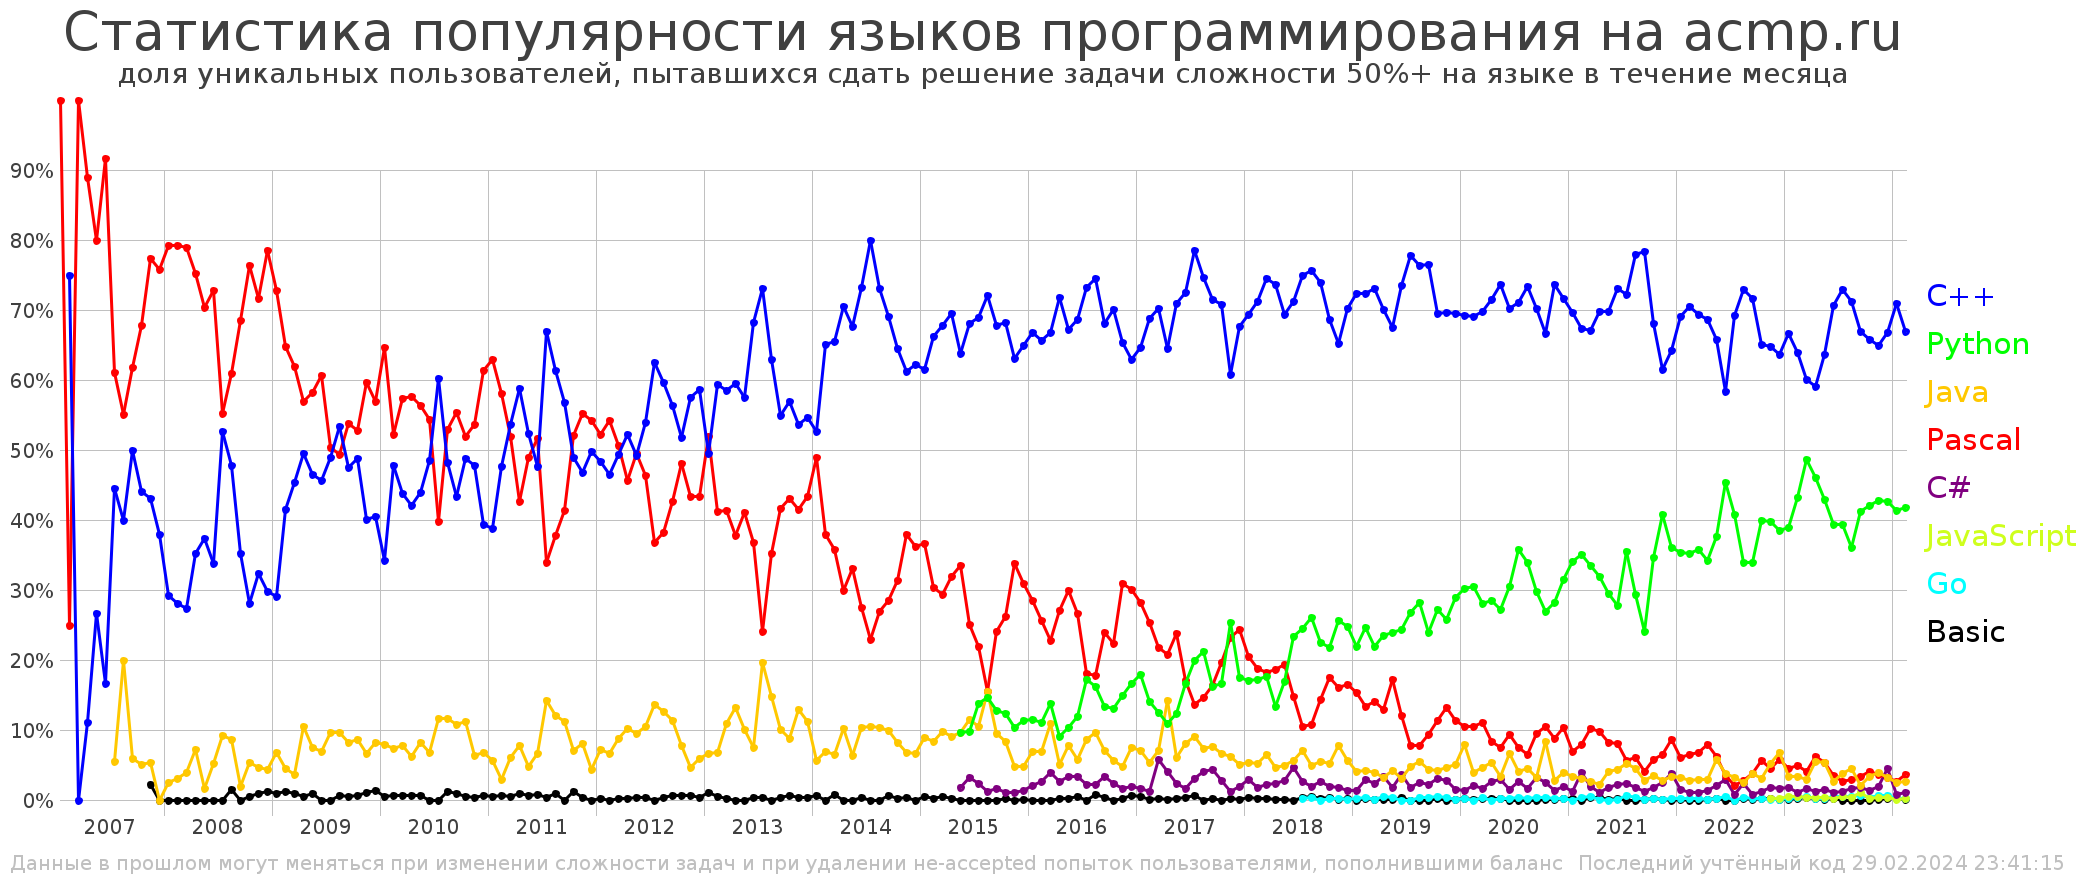 Статистика популярности языков программирования на acmp.ru
доля уникальных пользователей, пытавшихся сдать решение задачи сложности 50%+ на языке в течение месяца
90%
80%
70%
60%
50%
40%
30%
20%
10%
0%
2007 2008 2009 2010 2011 2012 2013 2014 2015 2016 2017 2018 2019 2020 2021 2022 2023
C++
Python
Java
Pascal
C#
JavaScript
Go
Basic
Данные в прошлом могут меняться при изменении сложности задач и при удалении не-accepted попыток пользователями, пополнившими баланс Последний учтённый код 29.02.2024 23:41:15